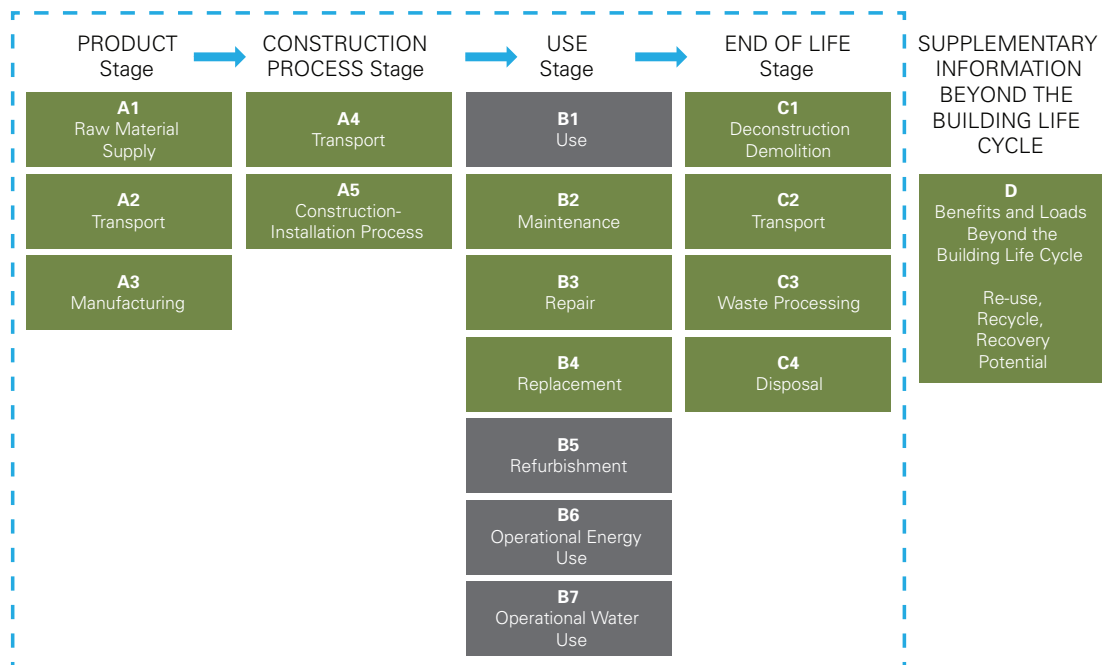 PRODUCT
Stage
CONSTRUCTION
PROCESS Stage
USE
Stage
END OF LIFE
Stage
SUPPLEMENTARY
INFORMATION
BEYOND THE
BUILDING LIFE
CYCLE
A1
Raw Material
Supply
A2
Transport
A3
Manufacturing
A4
Transport
A5
Construction-
Installation Process
B1
Use
B2
Maintenance
B3
Repair
B4
Replacement
B5
Refurbishment
B6
Operational Energy
Use
B7
Operational Water
Use
C1
Deconstruction
Demolition
C2
Transport
C3
Waste Processing
C4
Disposal
D
Benefits and Loads
Beyond the
Building Life Cycle
Re-use,
Recycle,
Recovery
Potential